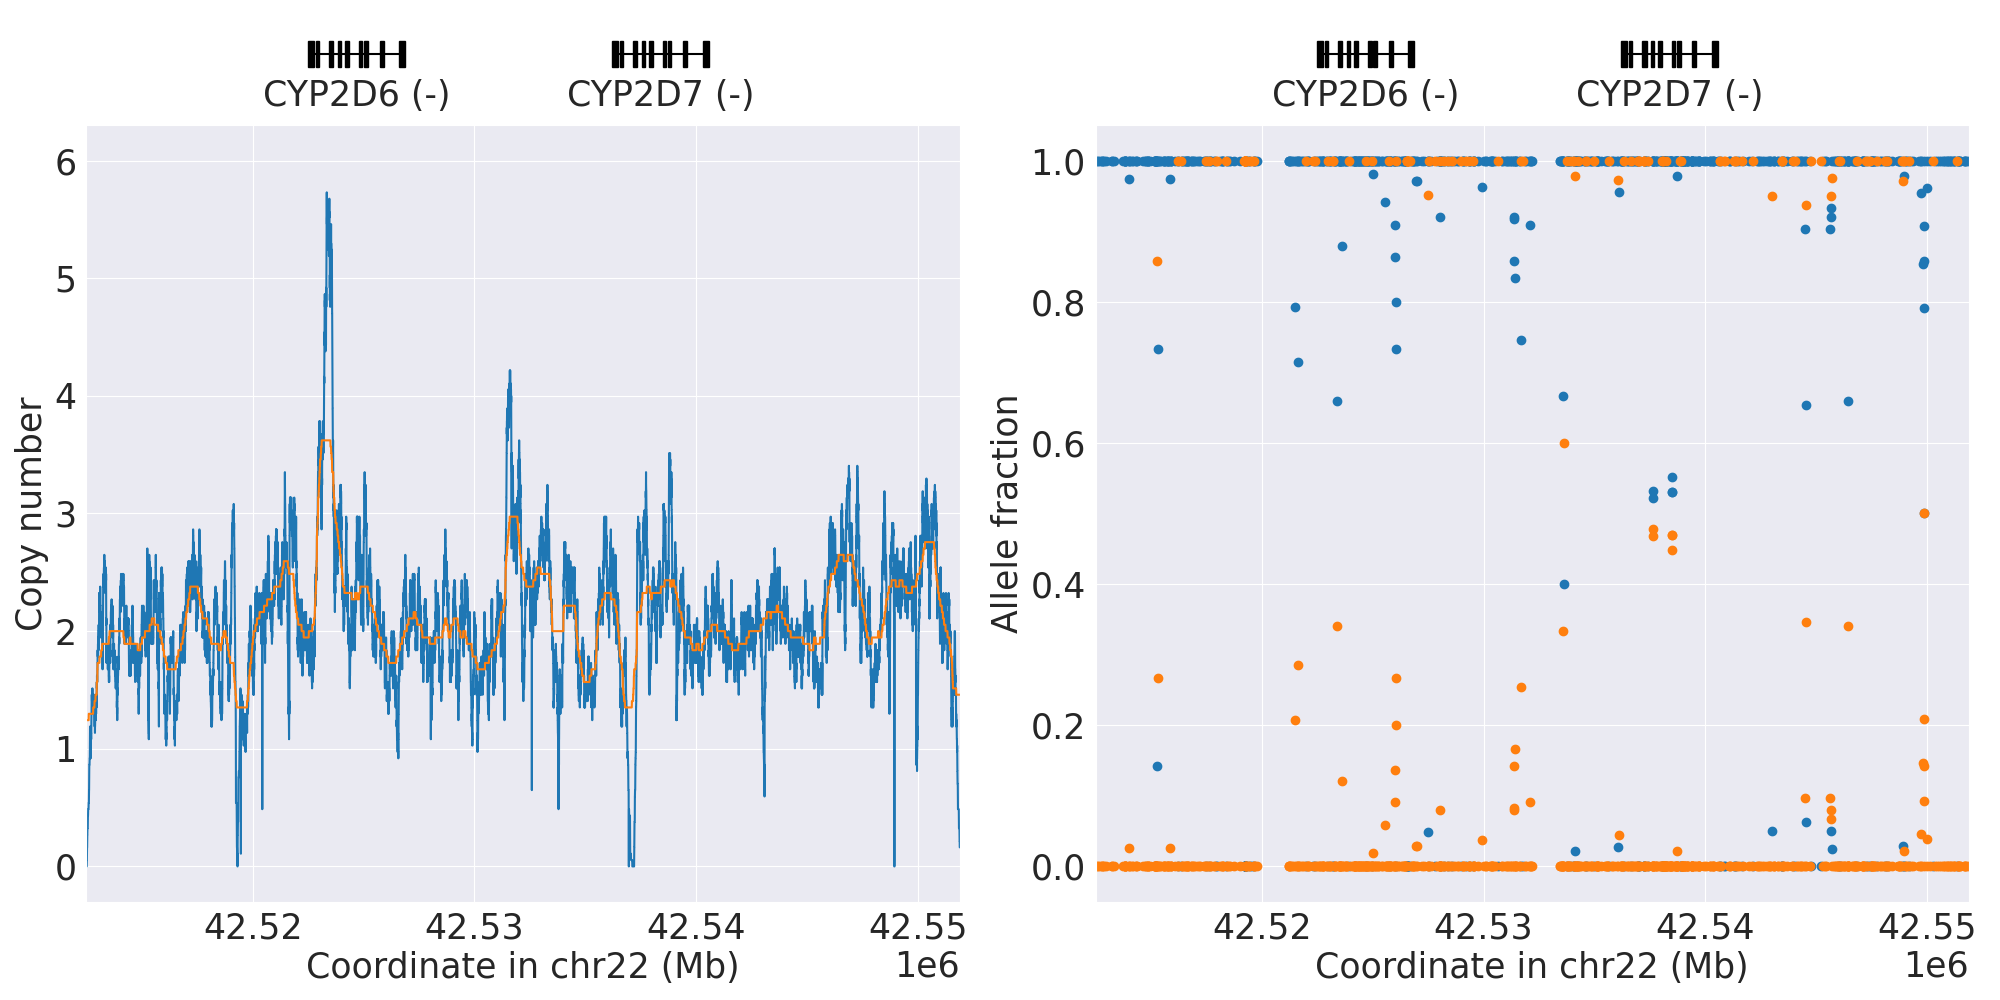 CYP2D6 (-)
CYP2D7 (-)
6
5
4
3
2
1
0
Copy number
42.52
42.53
42.54
42.55
Coordinate in chr22 (Mb)
1e6
CYP2D6 (-)
CYP2D7 (-)
1.0
0.8
0.6
0.4
0.2
0.0
Allele fraction
42.52
42.53
42.54
42.55
Coordinate in chr22 (Mb)
1e6